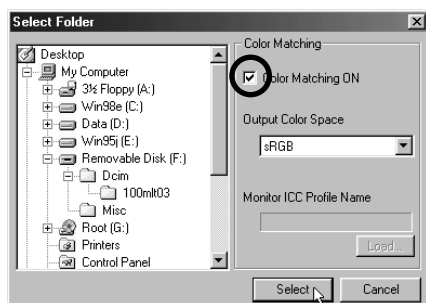 Select Folder
Desktop
My Computer
3½ Floppy (A:)
Win98e (C:)
Data (D:)
Win95j (E:)
Removable Disk (F:)
Dcim
100mlt03
Misc
Root (G:)
Printers
Control Panel
Color Matching
Color Matching ON
Output Color Space
sRGB
Monitor ICC Profile Name
Load...
Select
Cancel